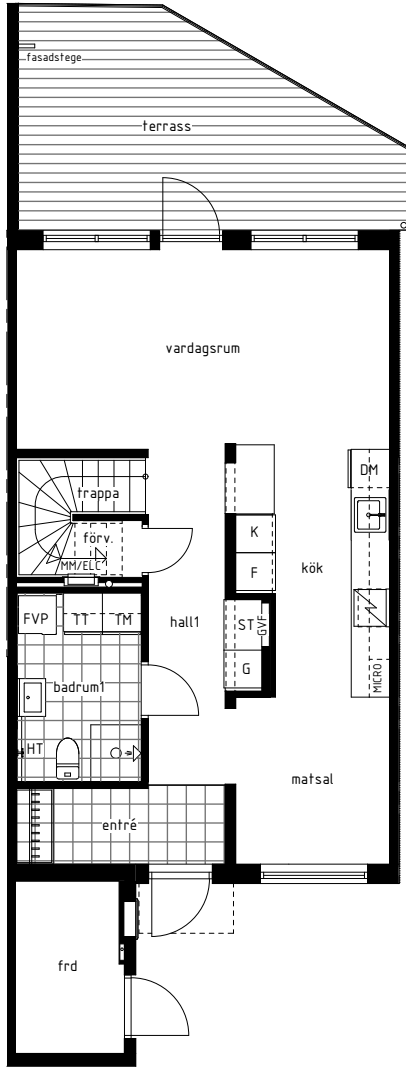 fasadstege
terrass
vardagsrum
DM
trappa
K
förv.
MM/ELC
F
kök
FVP
TT
TM
hall1
ST
GVF
G
badrum1
MICRO
HT
matsal
entré
frd